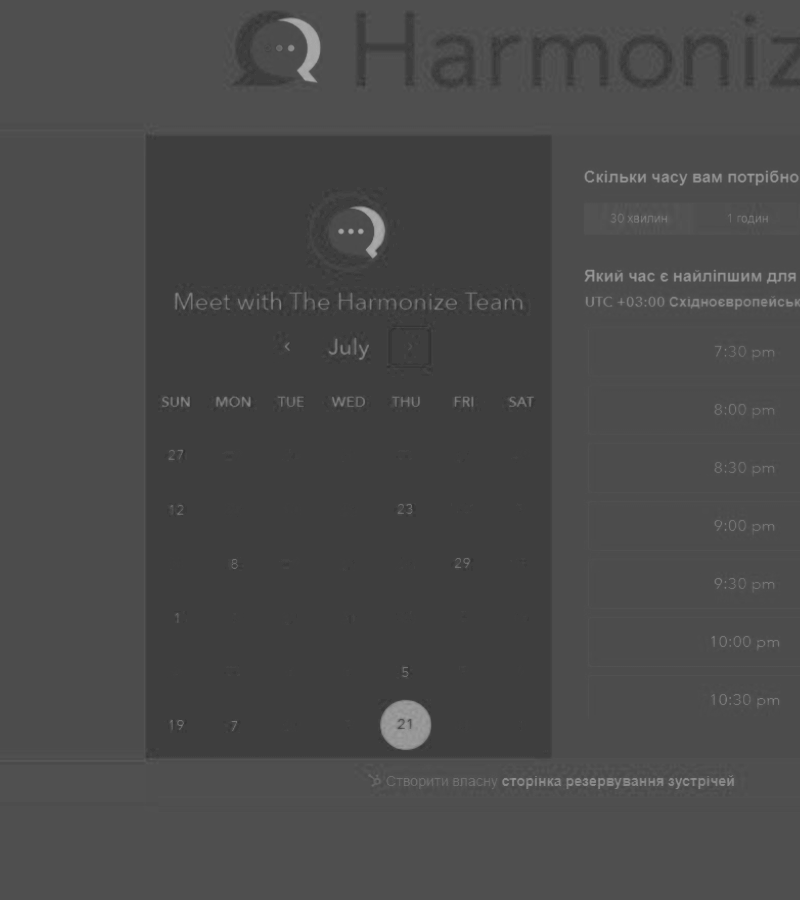 Harmoniz
Meet with The Harmonize Team
July
SUN MON TUE WED THU FRI SAT
27
12 23
8 29
1
5
19 7 21
Скільки часу вам потрібно
30 хвилин 1 годин
Який час є найліпшим для
UTC +03:00 Східноєвропейськ
7:30 pm
8:00 pm
8:30 pm
9:00 pm
9:30 pm
10:00 pm
10:30 pm
Створити власну сторінка резервування зустрічей